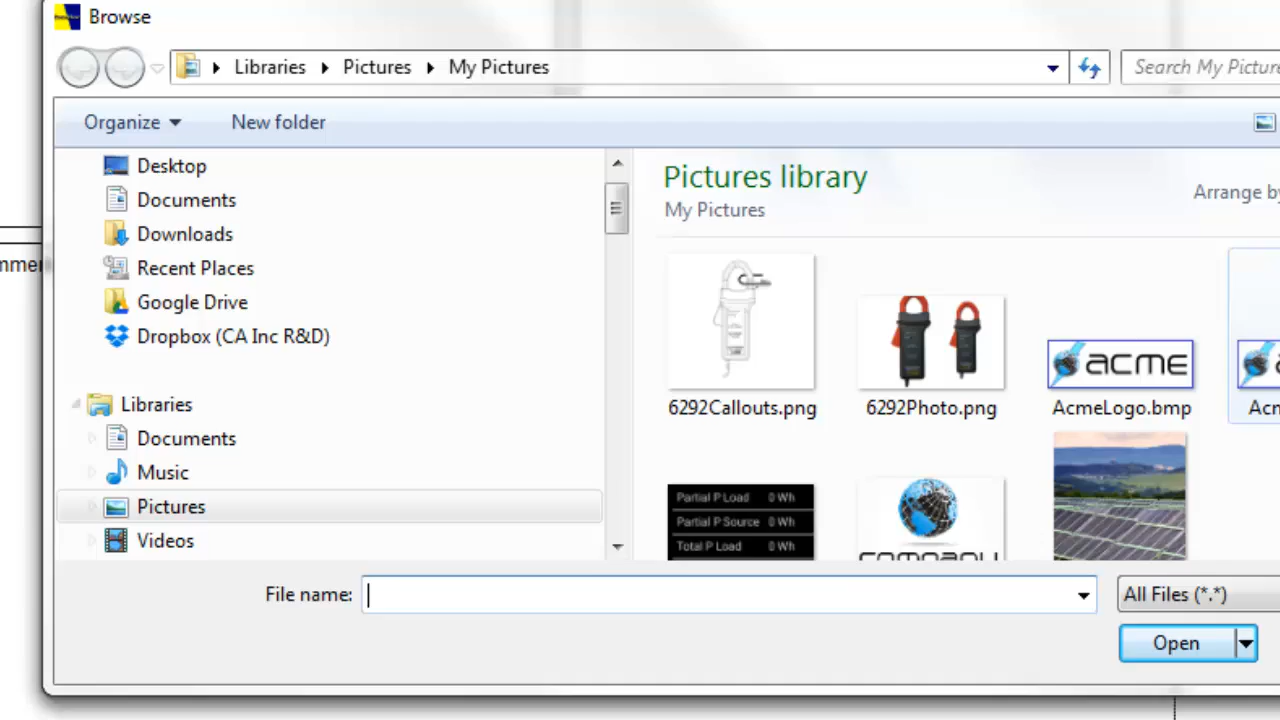 Browse
Libraries Pictures My Pictures
Search My Picture
Organize
New folder
Desktop
Documents
Downloads
Recent Places
Google Drive
Dropbox (CA Inc R&D)
Libraries
Documents
Music
Pictures
Videos
Pictures library
My Pictures
Arrange by
acme
6292Callouts.png
6292Photo.png
AcmeLogo.bmp
Acm
Partial P Load 0 Wh
Partial P Source 0 Wh
Total P Load 0 Wh
COMPANY
File name:
All Files (*.*)
Open